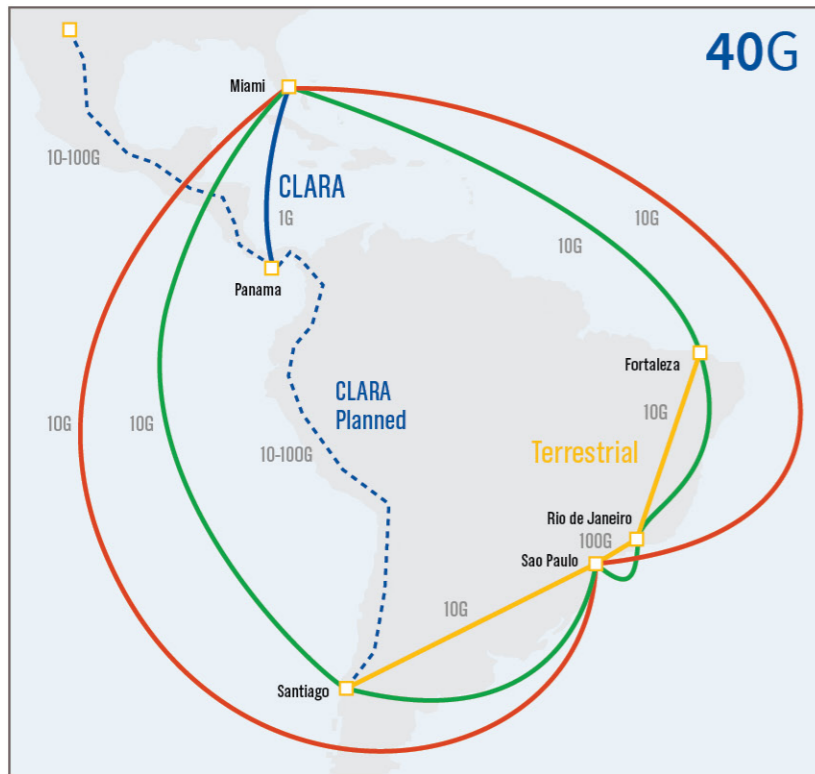 40G
Miami
10-100G
CLARA
1G
10G
10G
Panama
Fortaleza
CLARA
Planned
10G
10G
10G
Terrestrial
10-100G
Rio de Janeiro
100G
Sao Paulo
10G
Santiago